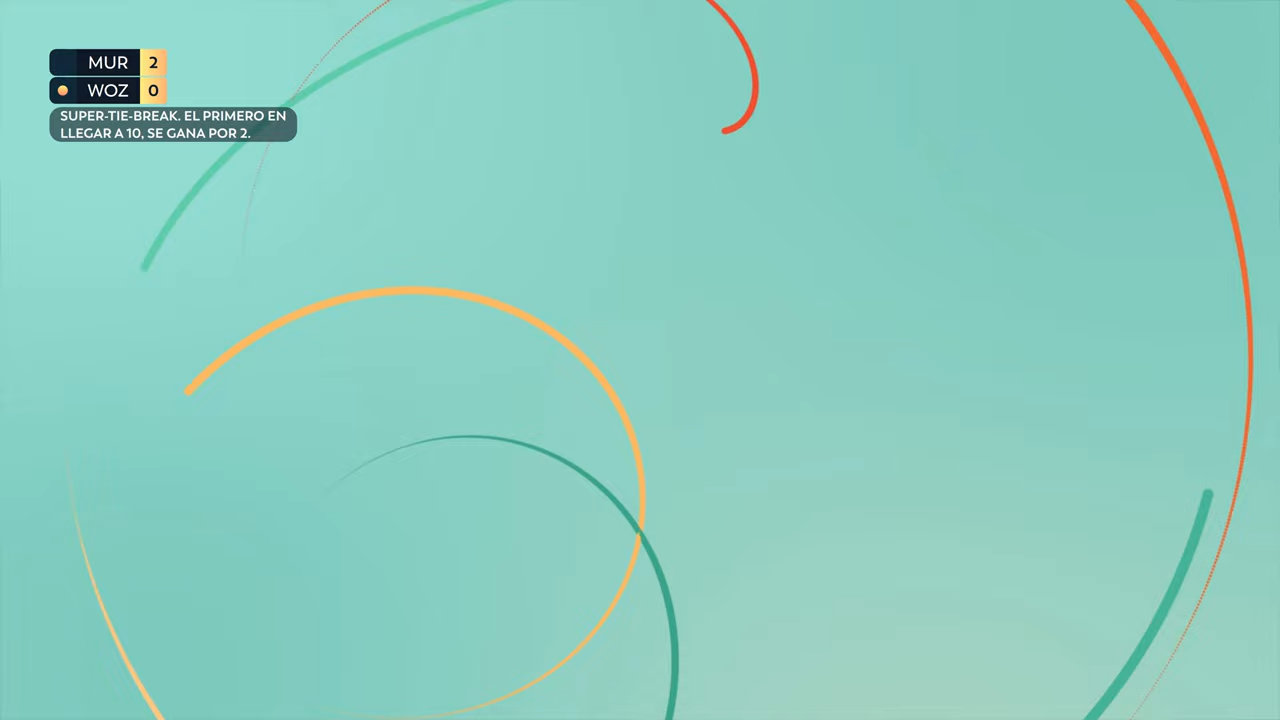 MUR 2
WOZ 0
SUPER-TIE-BREAK. EL PRIMERO EN
LLEGAR A 10, SE GANA POR 2.